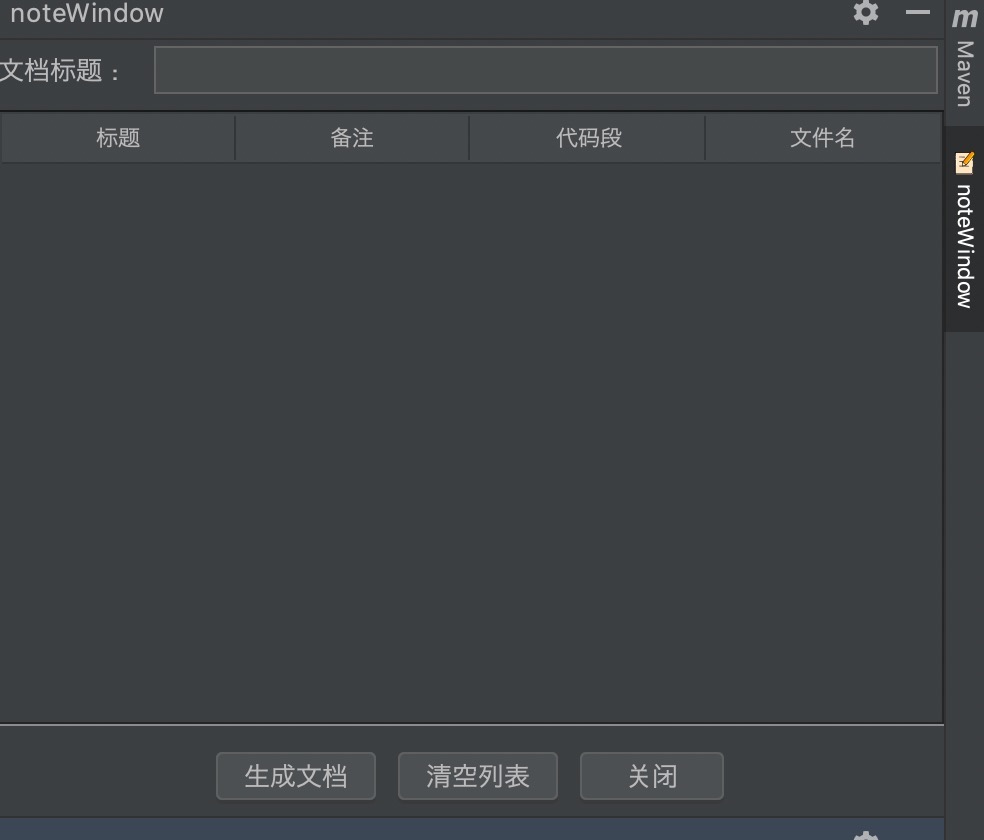 noteWindow
文档标题：
标题 备注 代码段 文件名
生成文档 清空列表 关闭
m
Maven
noteWindow